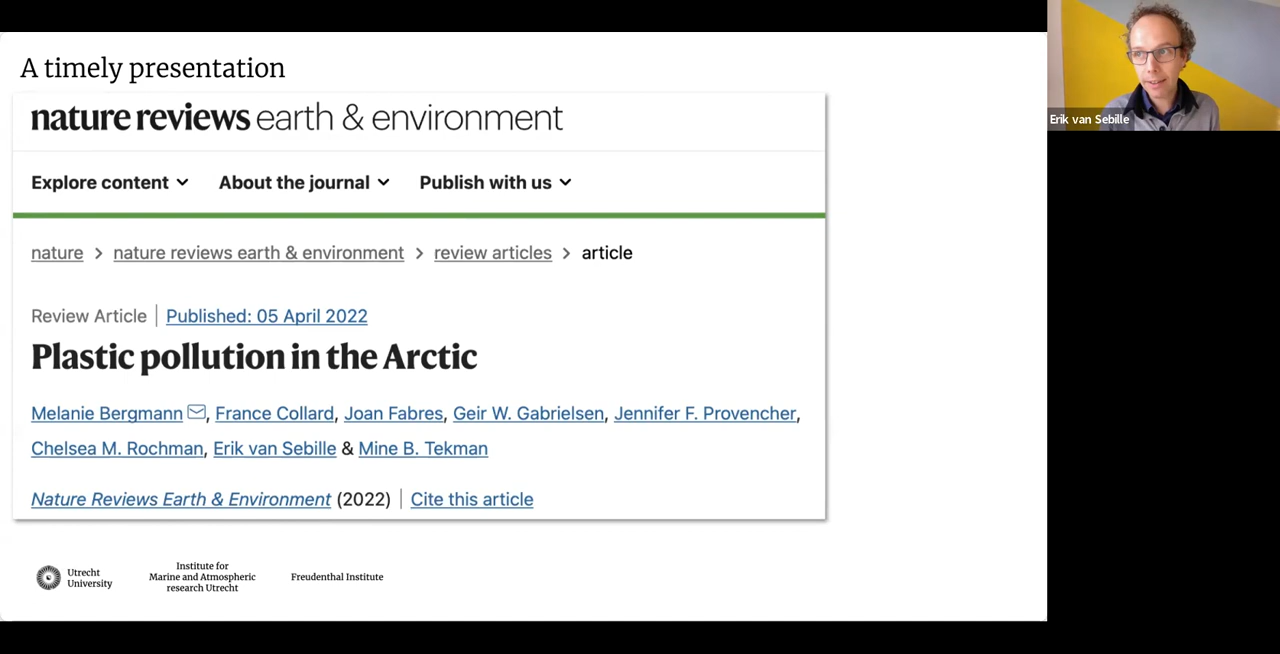 A timely presentation
nature reviews earth & environment
Explore content
About the journal
Publish with us
nature > nature reviews earth & environment > review articles > article
Review Article | Published: 05 April 2022
Plastic pollution in the Arctic
Melanie Bergmann, France Collard, Joan Fabres, Geir W. Gabrielsen, Jennifer F. Provencher,
Chelsea M. Rochman, Erik van Sebille & Mine B. Tekman
Nature Reviews Earth & Environment (2022) | Cite this article
Utrecht
University
Institute for
Marine and Atmospheric
research Utrecht
Freudenthal Institute
Erik van Sebille